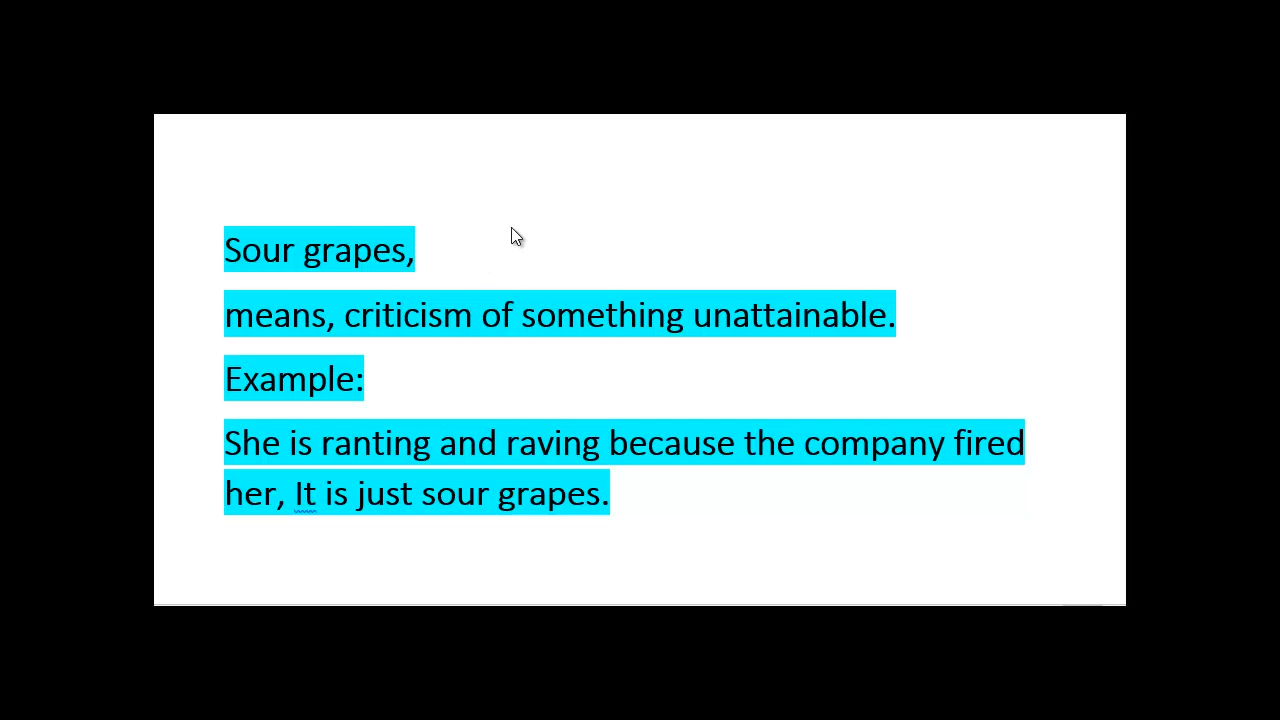 Sour grapes,
means, criticism of something unattainable.
Example:
She is ranting and raving because the company fired
her, It is just sour grapes.